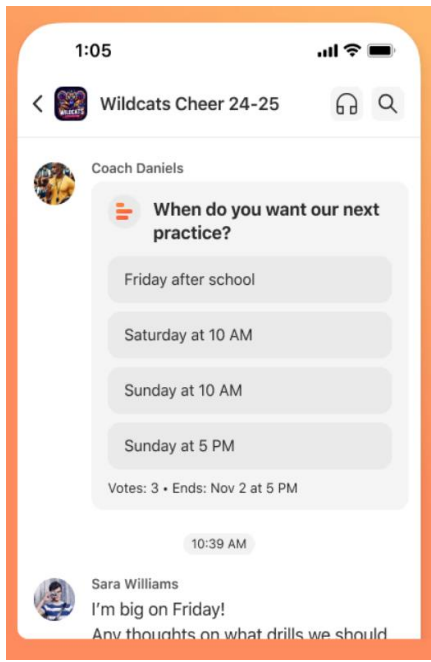 1:05
Wildcats Cheer 24-25
WILDCATS
Coach Daniels
When do you want our next
practice?
Friday after school
Saturday at 10 AM
Sunday at 10 AM
Sunday at 5 PM
Votes: 3 • Ends: Nov 2 at 5 PM
10:39 AM
Sara Williams
I'm big on Friday!
Any thoughts on what drills we should